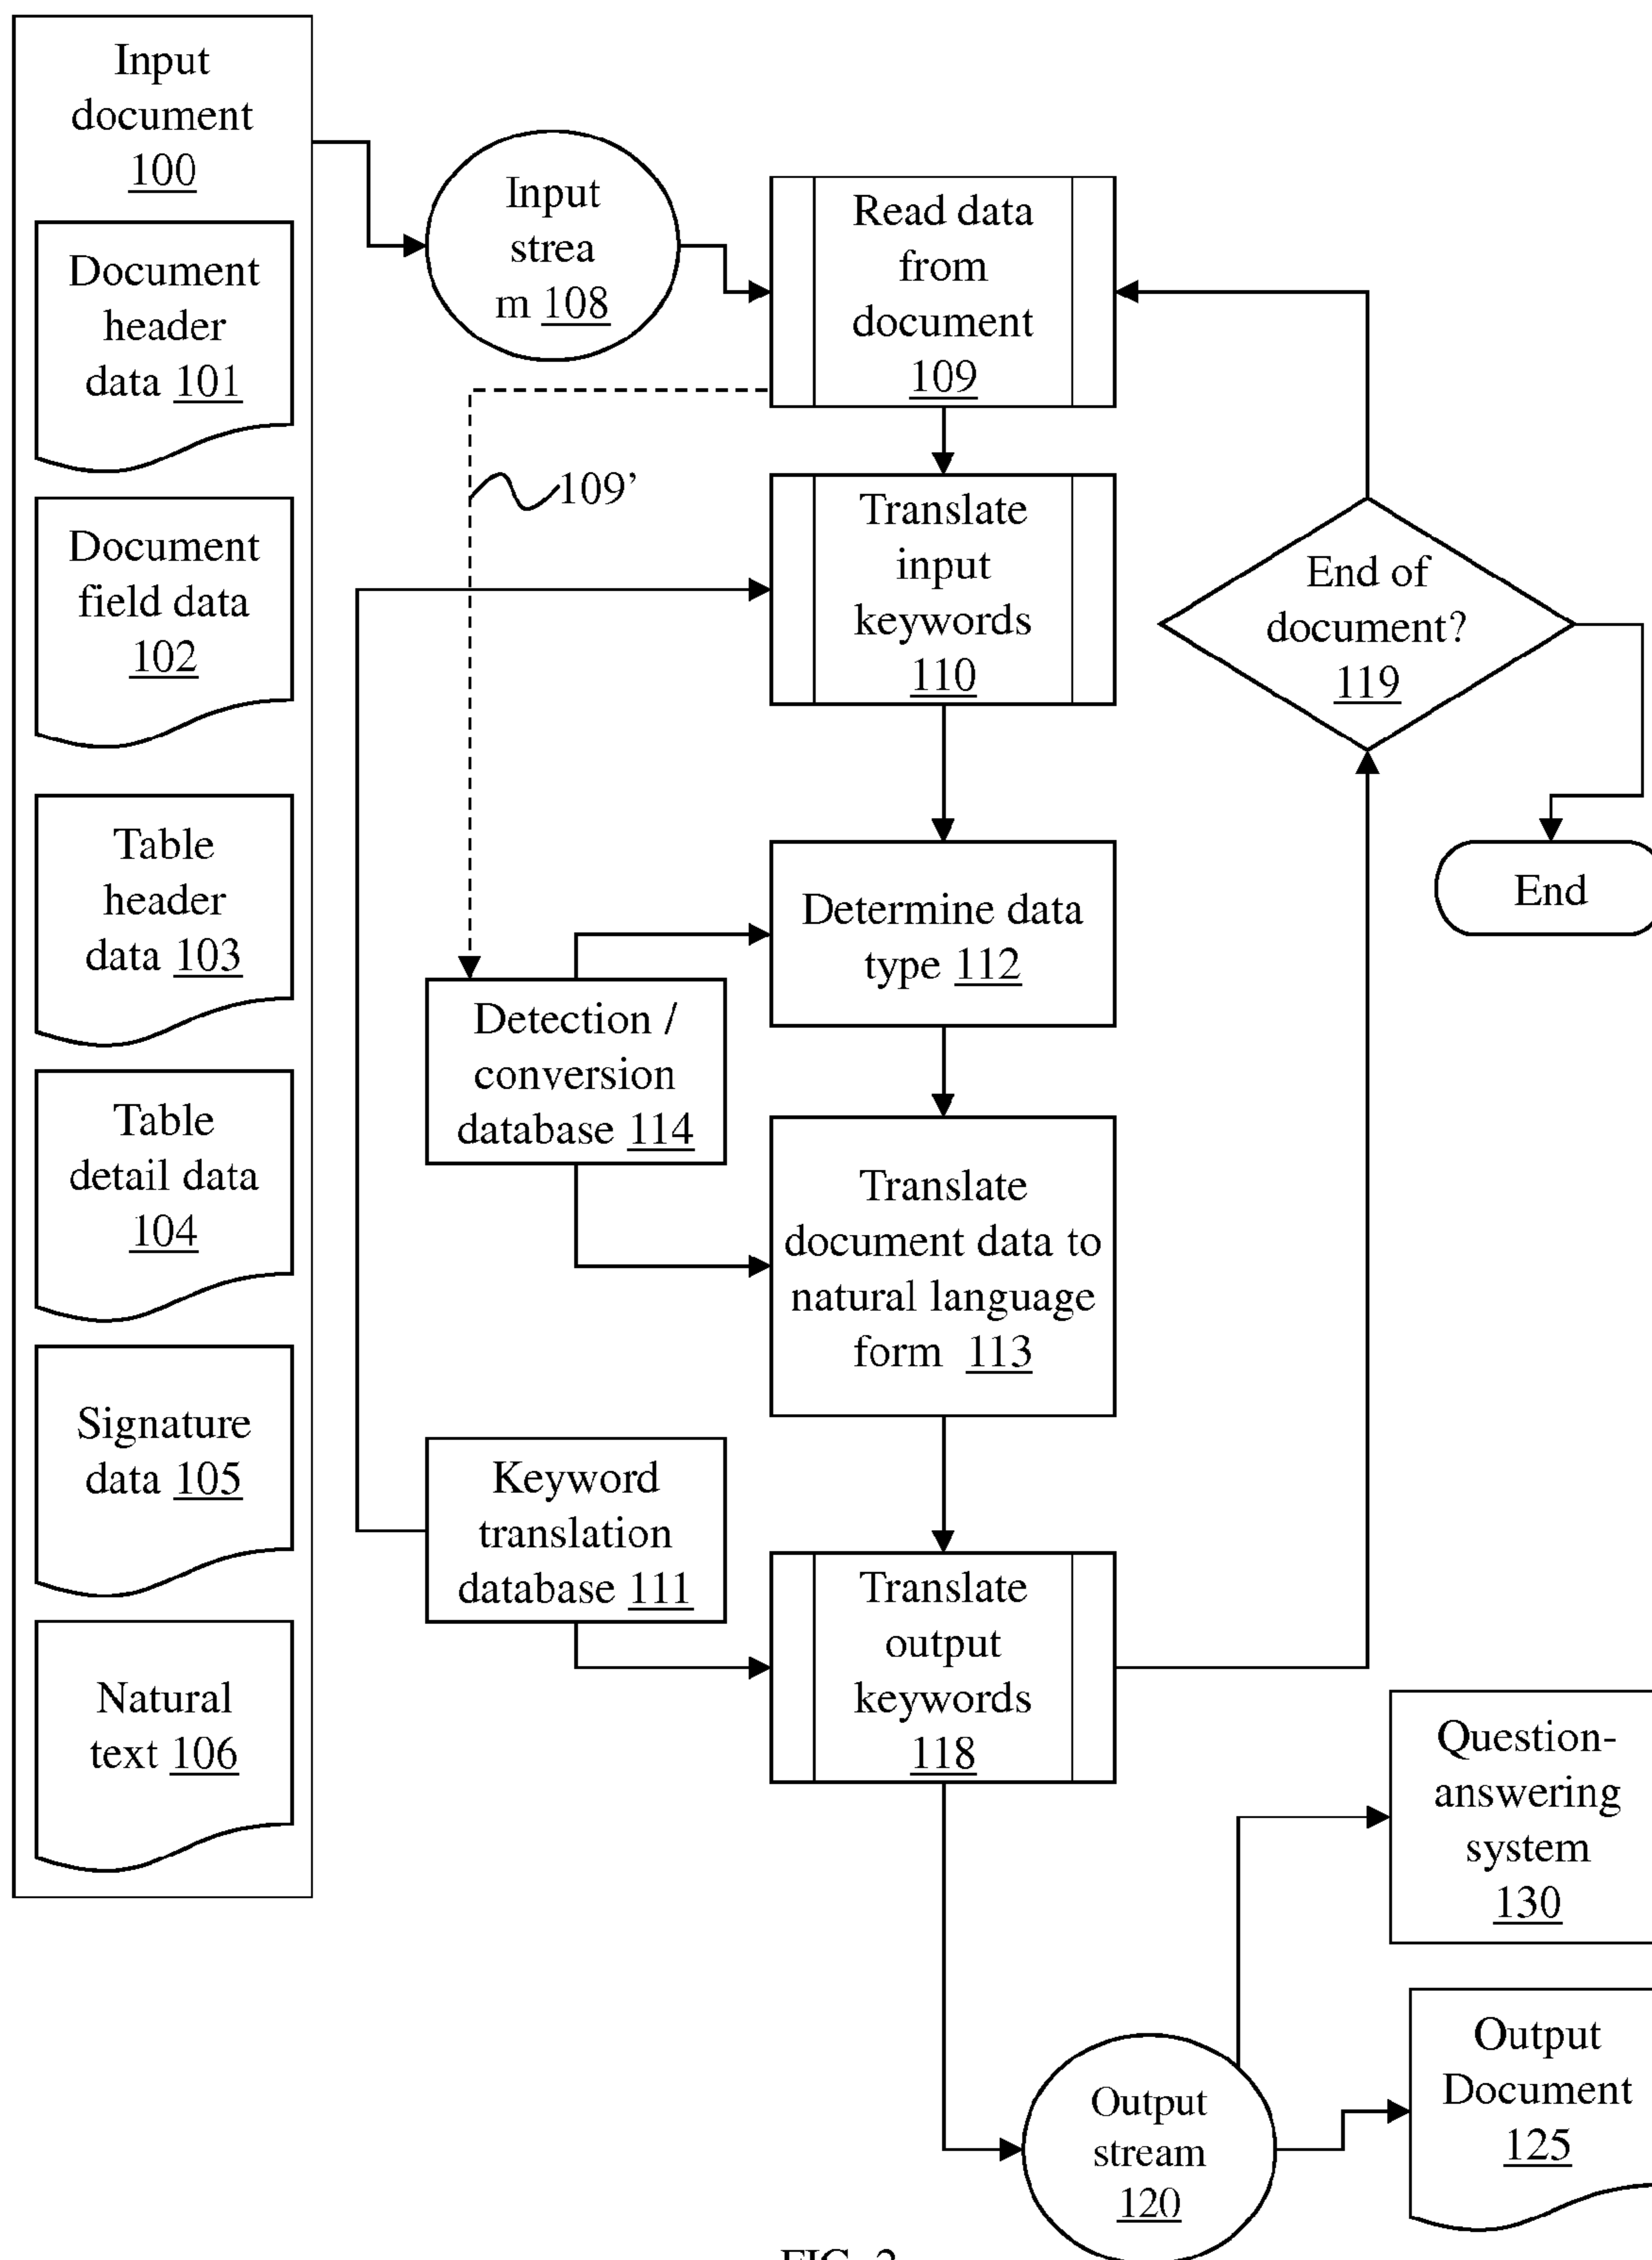 Input
document
100
Document
header
data 101
Document
field data
102
Table
header
data 103
Table
detail data
104
Signature
data 105
Natural
text 106
Input
strea
m 108
Read data
from
document
109
109’
Translate
input
keywords
110
End of
document?
119
End
Determine data
type 112
Detection /
conversion
database 114
Translate
document data to
natural language
form 113
Keyword
translation
database 111
Translate
output
keywords
118
Question-
answering
system
130
Output
stream
120
Output
Document
125